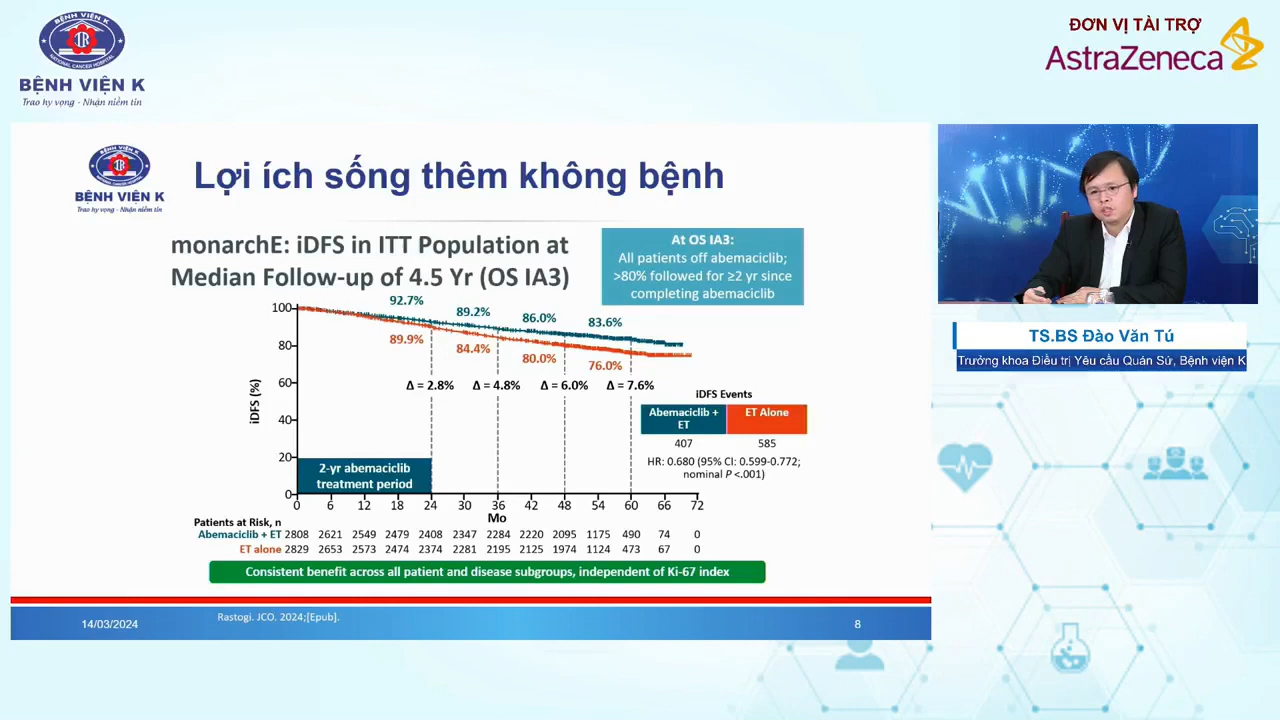 BỆNH VIỆN K
Trao hy vọng - Nhận niềm tin
ĐƠN VỊ TÀI TRỢ
AstraZeneca
BỆNH VIỆN K
Trao hy vọng - Nhận niềm tin
Lợi ích sống thêm không bệnh
monarchE: iDFS in ITT Population at
Median Follow-up of 4.5 Yr (OS IA3)
At OS IA3:
All patients off abemaciclib;
>80% followed for ≥2 yr since
completing abemaciclib
100
80
60
40
20
0
iDFS (%)
92.7%
89.2%
86.0%
83.6%
89.9%
84.4%
80.0%
76.0%
Δ = 2.8%
Δ = 4.8%
Δ = 6.0%
Δ = 7.6%
2-yr abemaciclib
treatment period
iDFS Events
Abemaciclib +
ET
ET Alone
407
585
HR: 0.680 (95% CI: 0.599-0.772;
nominal P <.001)
0 6 12 18 24 30 36 42 48 54 60 66 72
Mo
Patients at Risk, n
Abemaciclib + ET 2808 2621 2549 2479 2408 2347 2284 2220 2095 1175 490 74 0
ET alone 2829 2653 2573 2474 2374 2281 2195 2125 1974 1124 473 67 0
Consistent benefit across all patient and disease subgroups, independent of Ki-67 index
14/03/2024
Rastogi. JCO. 2024;[Epub].
8
TS.BS Đào Văn Tú
Trưởng khoa Điều trị Yêu cầu Quán Sứ, Bệnh viện K